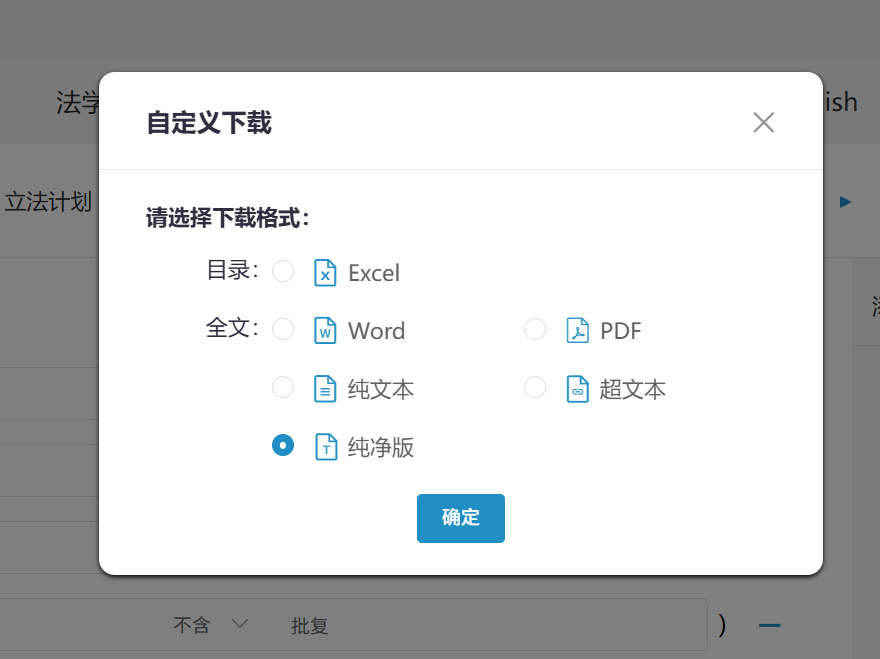 法学
ish
自定义下载
立法计划
请选择下载格式：
目录： Excel
全文： Word PDF
纯文本 超文本
纯净版
确定
不含 批复 )